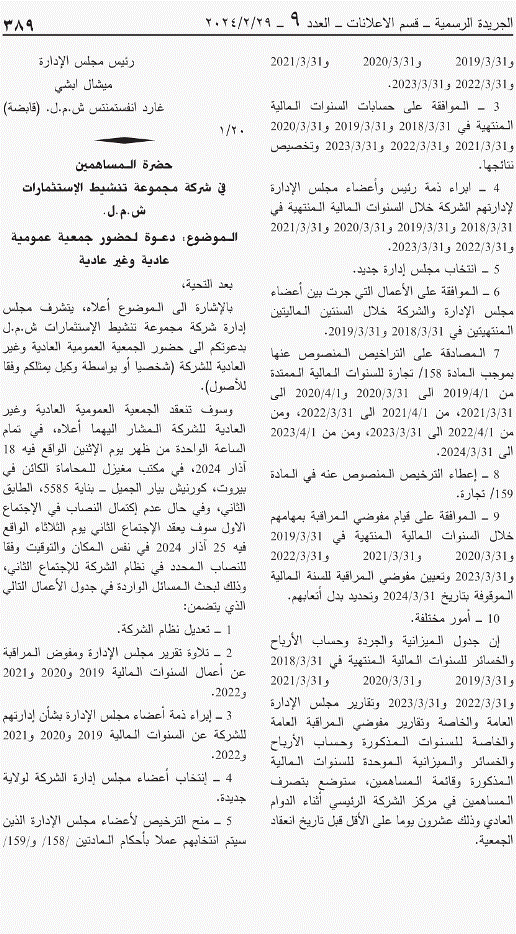 الجريدة الرسمية ــ قسم الاعلانات ــ العدد ٩ ــ ٢٠٢٤/٢/٢٩
٣٨٩
و2019/3/31 و2020/3/31 و2021/3/31
و2022/3/31 و2023/3/31.
3 ــ الموافقة على حسابات السنوات المالية
المنتهية في 2018/3/31 و2019/3/31 و2020/3/31
و2021/3/31 و2022/3/31 و2023/3/31 وتخصيص
نتائجها.
4 ــ ابراء ذمة رئيس وأعضاء مجلس الإدارة
لإدارتهم الشركة خلال السنوات المالية المنتهية في
2018/3/31 و2019/3/31 و2020/3/31 و2021/3/31
و2022/3/31 و2023/3/31.
5 ــ انتخاب مجلس إدارة جديد.
6 ــ الموافقة على الأعمال التي جرت بين أعضاء
مجلس الإدارة والشركة خلال السنتين الماليتين
المنتهيتين في 2018/3/31 و2019/3/31.
7 ــ المصادقة على التراخيص المنصوص عنها
بموجب المادة 158/ تجارة للسنوات المالية الممتدة
من 2019/4/1 الى 2020/3/31 و2020/4/1 الى
2021/3/31، من 2021/4/1 الى 2022/3/31، ومن
من 2022/4/1 الى 2023/3/31، ومن من 2023/4/1
الى 2024/3/31.
8 ــ إعطاء الترخيص المنصوص عنه في المادة
159/ تجارة.
9 ــ الموافقة على قيام مفوضي المراقبة بمهامهم
خلال السنوات المالية المنتهية في 2019/3/31
و2020/3/31 و2021/3/31 و2022/3/31
و2023/3/31 وتعيين مفوضي المراقبة للسنة المالية
الموقوفة بتاريخ 2024/3/31 وتحديد بدل أتعابهم.
10 ــ أمور مختلفة.
إن جدول الميزانية والجردة وحساب الأرباح
والخسائر للسنوات المالية المنتهية في 2018/3/31
و2019/3/31 و2020/3/31 و2021/3/31
و2022/3/31 و2023/3/31 وتقارير مجلس الإدارة
العامة والخاصة وتقارير مفوضي المراقبة العامة
والخاصة للسنوات المذكورة وحساب الأرباح
والخسائر والميزانية الموحدة للسنوات المالية
المذكورة وقائمة المساهمين، ستوضع بتصرف
المساهمين في مركز الشركة الرئيسي أثناء الدوام
العادي وذلك عشرون يوما على الأقل قبل تاريخ انعقاد
الجمعية.
رئيس مجلس الإدارة
ميشال ابشي
غارد انفستمنتس ش.م.ل. (قابضة)
١/٢٠
حضرة المساهمين
في شركة مجموعة تنشيط الإستثمارات
ش.م.ل.
الموضوع: دعوة لحضور جمعية عمومية
عادية وغير عادية
بعد التحية،
بالإشارة الى الموضوع أعلاه، يتشرف مجلس
إدارة شركة مجموعة تنشيط الإستثمارات ش.م.ل
بدعوتكم الى حضور الجمعية العمومية العادية وغير
العادية للشركة (شخصيا أو بواسطة وكيل يمثلكم وفقا
للأصول).
وسوف تنعقد الجمعية العمومية العادية وغير
العادية للشركة المشار اليهما أعلاه، في تمام
الساعة الواحدة من ظهر يوم الإثنين الواقع فيه 18
آذار 2024، في مكتب مغيزل للمحاماة الكائن في
بيروت، كورنيش بيار الجميل ــ بناية 5585، الطابق
الثاني، وفي حال عدم إكتمال النصاب في الإجتماع
الاول سوف يعقد الإجتماع الثاني يوم الثلاثاء الواقع
فيه 25 آذار 2024 في نفس المكان والتوقيت وفقا
للنصاب المحدد في نظام الشركة للإجتماع الثاني،
وذلك لبحث المسائل الواردة في جدول الأعمال التالي
الذي يتضمن:
1 ــ تعديل نظام الشركة.
2 ــ تلاوة تقرير مجلس الإدارة ومفوض المراقبة
عن أعمال السنوات المالية 2019 و2020 و2021
و2022.
3 ــ إبراء ذمة أعضاء مجلس الإدارة بشأن إدارتهم
للشركة عن السنوات المالية 2019 و2020 و2021
و2022.
4 ــ إنتخاب أعضاء مجلس إدارة الشركة لولاية
جديدة.
5 ــ منح الترخيص لأعضاء مجلس الإدارة الذين
سيتم انتخابهم عملا بأحكام المادتين /158/ و/159/